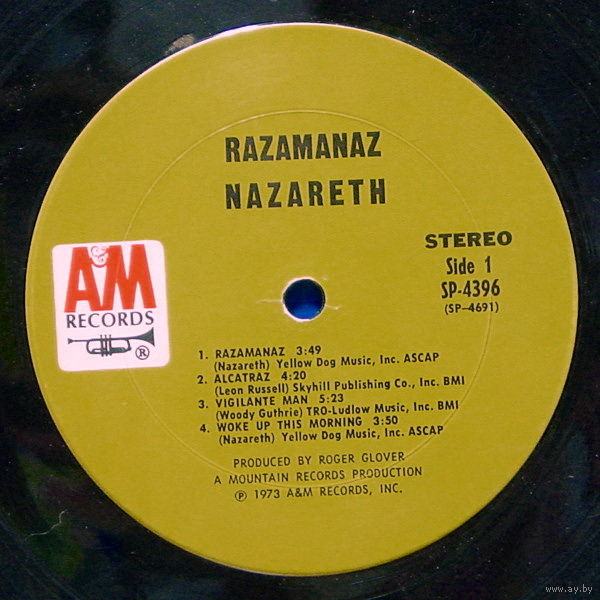 RAZAMANAZ
NAZARETH
STEREO
Side 1
SP-4396
(SP-4691)
A&M
RECORDS
®
1. RAZAMANAZ 3:49
(Nazareth) Yellow Dog Music, Inc. ASCAP
2. ALCATRAZ 4:20
(Leon Russell) Skyhill Publishing Co., Inc. BMI
3. VIGILANTE MAN 5:23
(Woody Guthrie) TRO-Ludlow Music, Inc. BMI
4. WOKE UP THIS MORNING 3:50
(Nazareth) Yellow Dog Music, Inc. ASCAP
PRODUCED BY ROGER GLOVER
A MOUNTAIN RECORDS PRODUCTION
℗ 1973 A&M RECORDS, INC.
www.ay.by